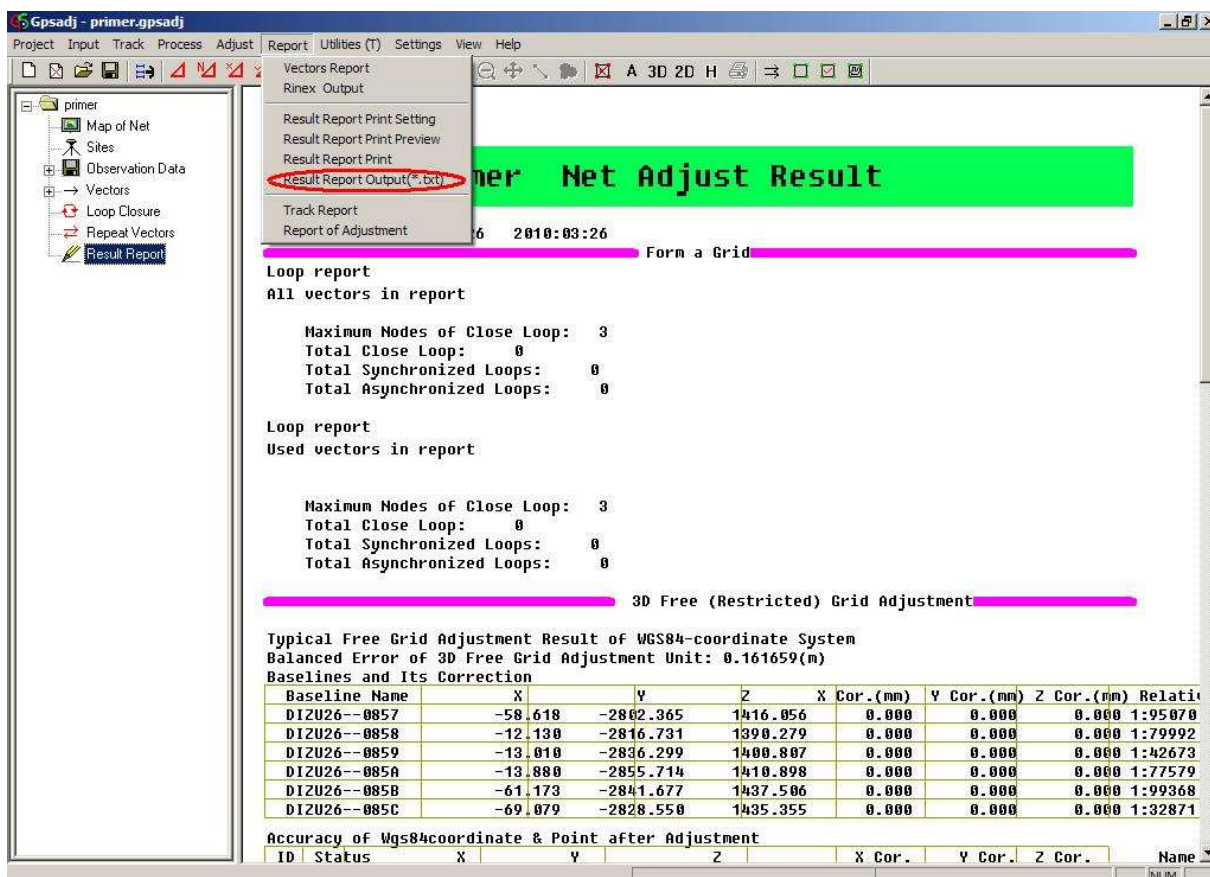 Gpsadj - primer.gpsadj
Project Input Track Process Adjust Report Utilities (T) Settings View Help
A 3D 2D H
Vectors Report
Rinex Output
Result Report Print Setting
Result Report Print Preview
Result Report Print
Result Report Output(*.txt)
Track Report
Report of Adjustment
primer
Map of Net
Sites
Observation Data
Vectors
Loop Closure
Repeat Vectors
Result Report
Net Adjust Result
2010:03:26
Form a Grid
Loop report
All vectors in report
Maximum Nodes of Close Loop: 3
Total Close Loop: 0
Total Synchronized Loops: 0
Total Asynchronized Loops: 0
Loop report
Used vectors in report
Maximum Nodes of Close Loop: 3
Total Close Loop: 0
Total Synchronized Loops: 0
Total Asynchronized Loops: 0
3D Free (Restricted) Grid Adjustment
Typical Free Grid Adjustment Result of WGS84-coordinate System
Balanced Error of 3D Free Grid Adjustment Unit: 0.161659(m)
Baselines and Its Correction
Baseline Name X Y Z X Cor.(mm) Y Cor.(mm) Z Cor.(mm)
DIZU26--0857 -58.618 -2802.365 1416.056 0.000 0.000 0.000 1:95070
DIZU26--0858 -12.130 -2816.731 1390.279 0.000 0.000 0.000 1:79992
DIZU26--0859 -13.010 -2836.299 1400.807 0.000 0.000 0.000 1:42673
DIZU26--085A -13.880 -2855.714 1410.898 0.000 0.000 0.000 1:77579
DIZU26--085B -61.173 -2841.677 1437.506 0.000 0.000 0.000 1:99368
DIZU26--085C -69.079 -2828.550 1435.355 0.000 0.000 0.000 1:32871
Accuracy of Wgs84coordinate & Point after Adjustment
ID Status X Y Z X Cor. Y Cor. Z Cor. Name
NUM